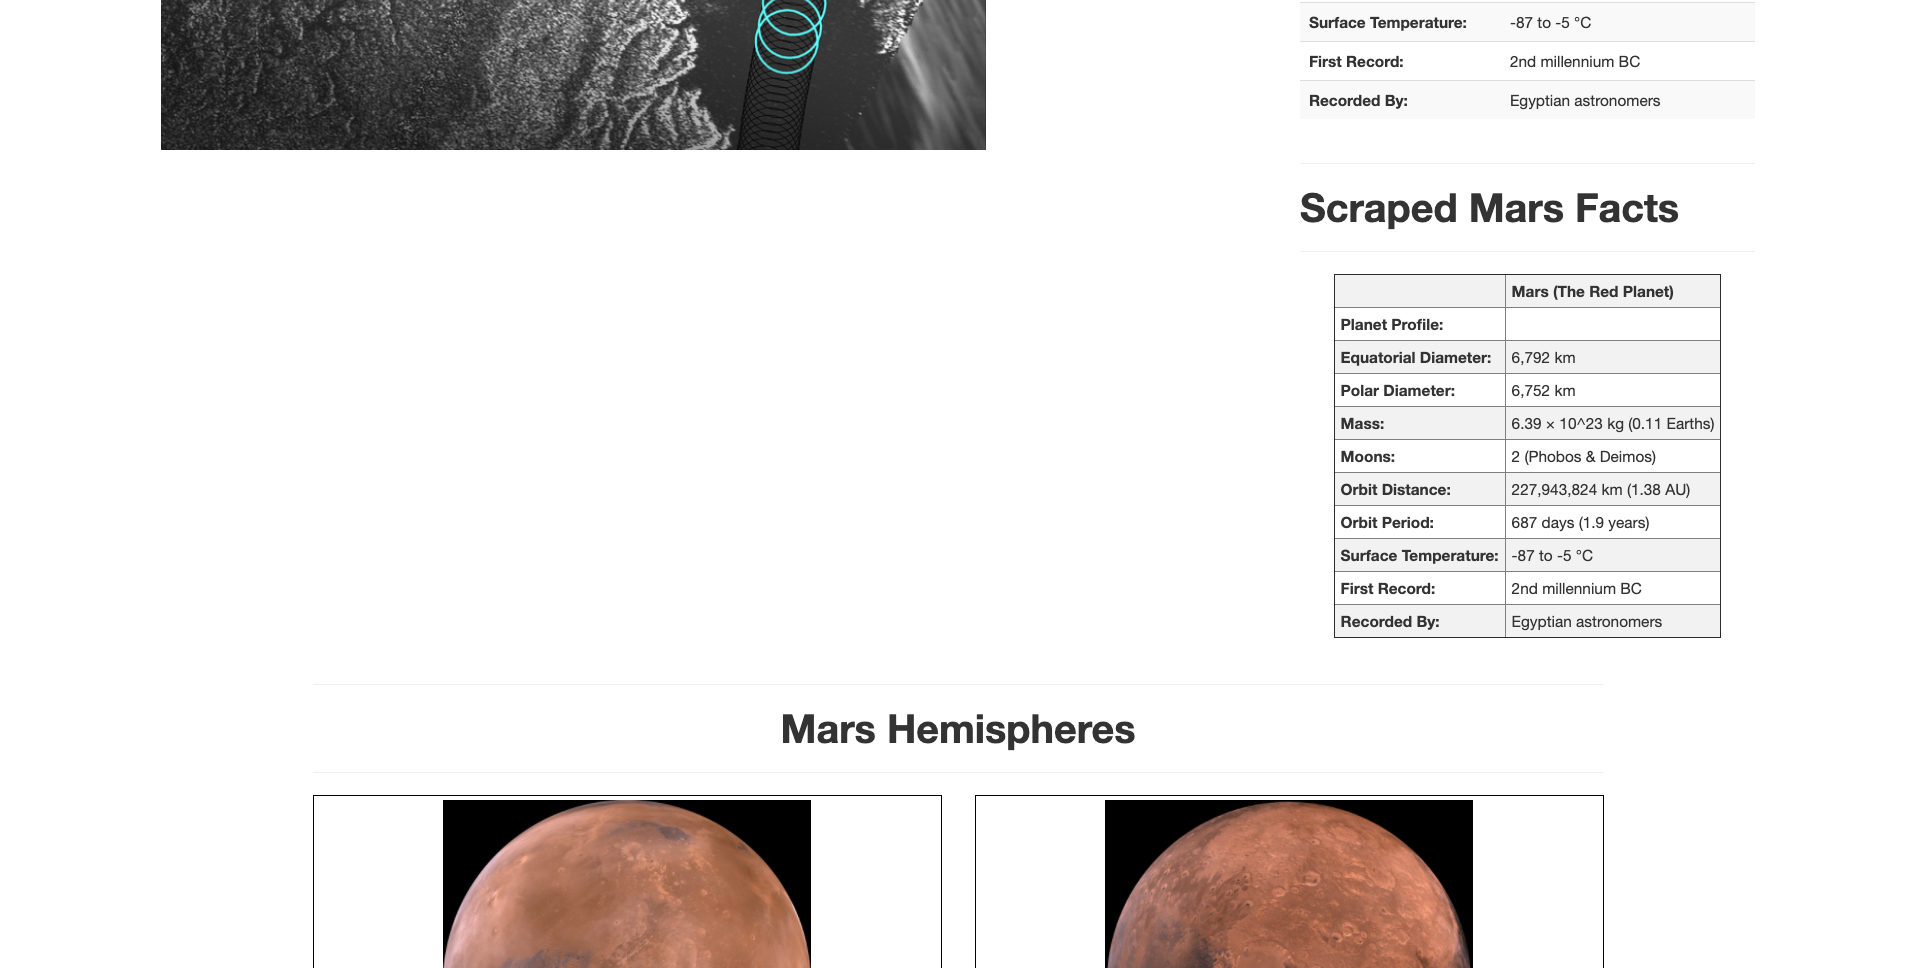 Surface Temperature: -87 to -5 °C
First Record: 2nd millennium BC
Recorded By: Egyptian astronomers
Scraped Mars Facts
Mars (The Red Planet)
Planet Profile:
Equatorial Diameter: 6,792 km
Polar Diameter: 6,752 km
Mass: 6.39 × 10^23 kg (0.11 Earths)
Moons: 2 (Phobos & Deimos)
Orbit Distance: 227,943,824 km (1.38 AU)
Orbit Period: 687 days (1.9 years)
Surface Temperature: -87 to -5 °C
First Record: 2nd millennium BC
Recorded By: Egyptian astronomers
Mars Hemispheres